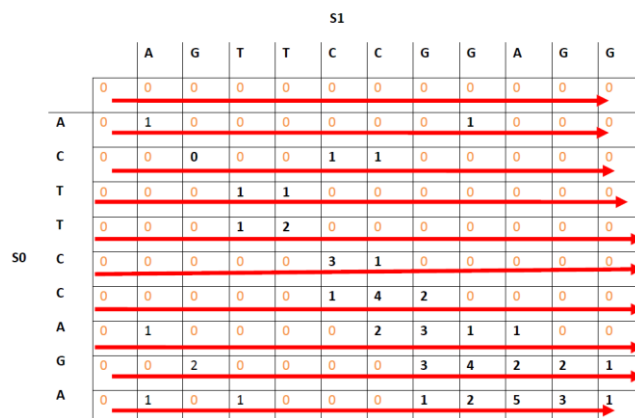 S1
A G T T C C G G A G G
0 0 0 0 0 0 0 0 0 0 0 0
A 0 1 0 0 0 0 0 0 1 0 0 0
C 0 0 0 0 0 1 1 0 0 0 0 0
T 0 0 0 1 1 0 0 0 0 0 0 0
T 0 0 0 1 2 0 0 0 0 0 0 0
S0 C 0 0 0 0 0 3 1 0 0 0 0 0
C 0 0 0 0 0 1 4 2 0 0 0 0
A 0 1 0 0 0 0 2 3 1 1 0 0
G 0 0 2 0 0 0 0 3 4 2 2 1
A 0 1 0 1 0 0 0 1 2 5 3 1